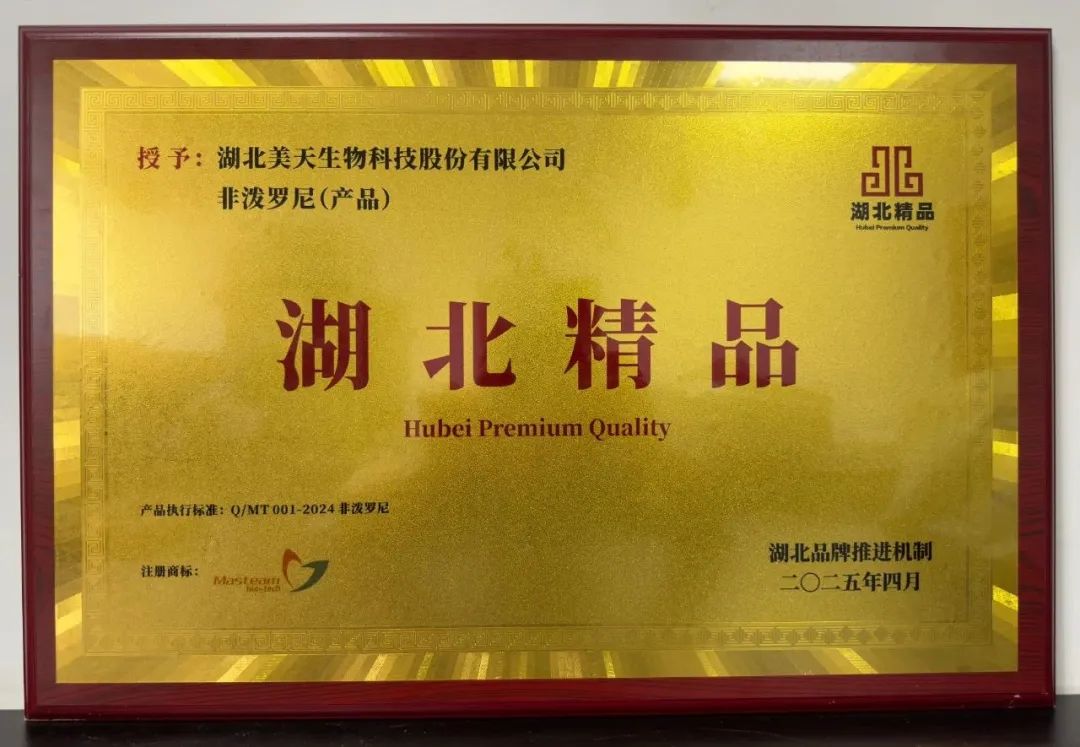 授予：湖北美天生物科技股份有限公司
非泼罗尼（产品）
湖北精品
Hubei Premium Quality
湖北精品
Hubei Premium Quality
产品执行标准：Q/MT 001-2024 非泼罗尼
注册商标：
Masteam
bio-tech
湖北品牌推进机制
二〇二五年四月